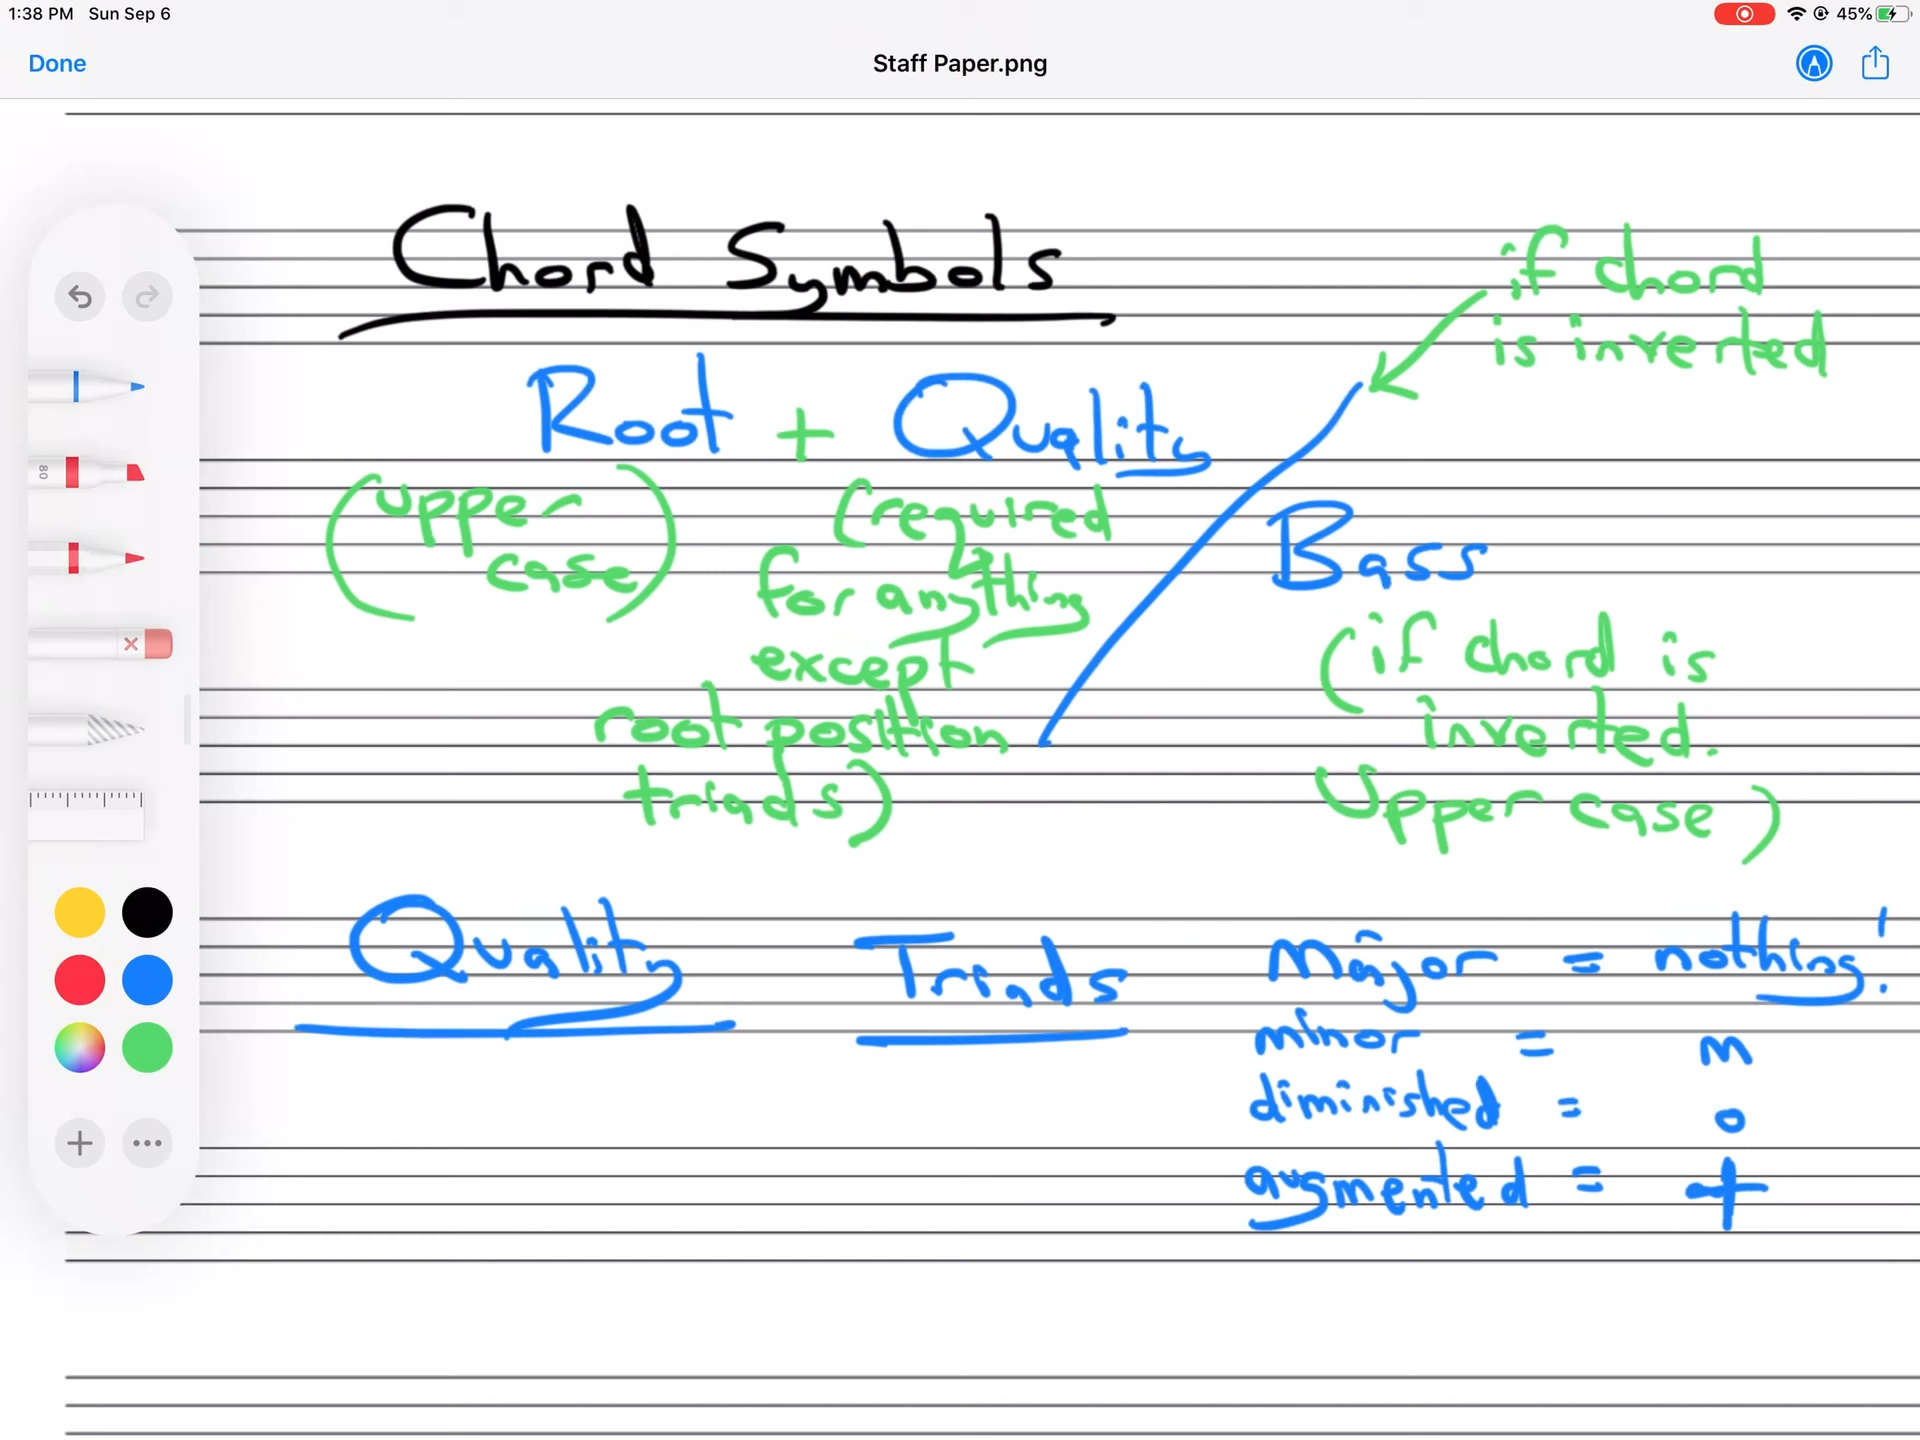 1:38 PM Sun Sep 6
45%
Done
Staff Paper.png
Chord Symbols
if chord
is inverted
Root + Quality
Bass
(upper
case)
(required
for anything
except
root position
triads)
(if chord is
inverted.
Upper case)
80
Quality
Triads
Major = nothing!
minor = m
diminished = o
augmented = +